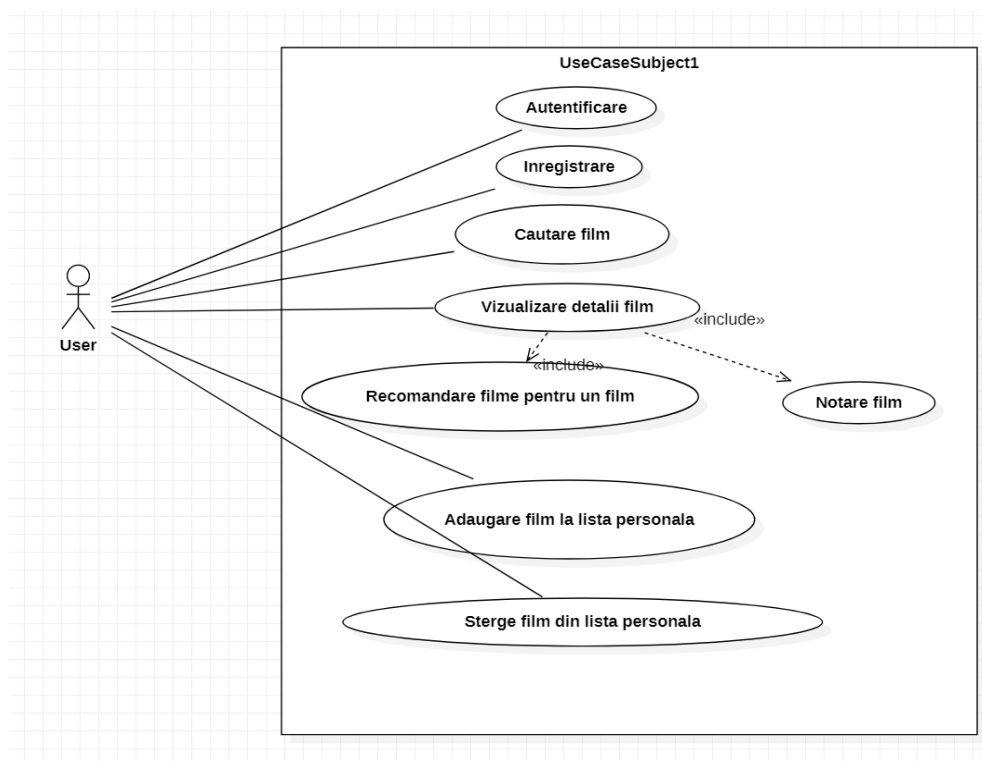 UseCaseSubject1
Autentificare
Inregistrare
Cautare film
Vizualizare detalii film
«include»
«include»
User
Recomandare filme pentru un film
Notare film
Adaugare film la lista personala
Sterge film din lista personala